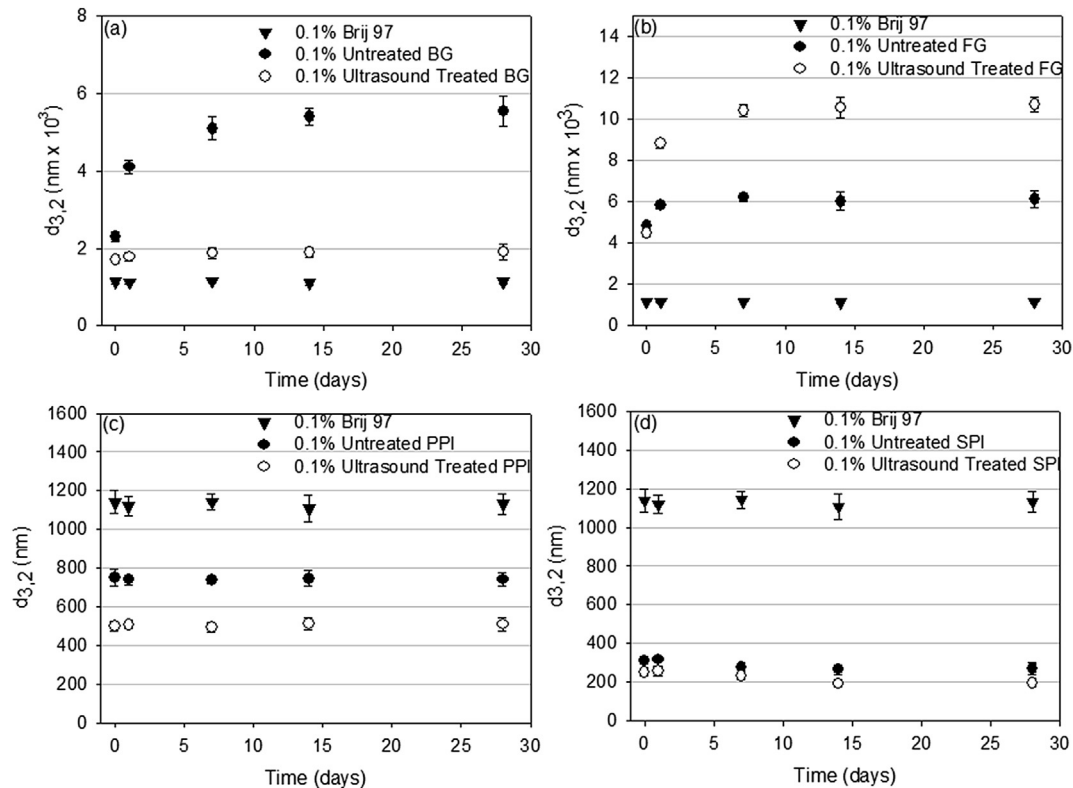 (a)
0.1% Brij 97
0.1% Untreated BG
0.1% Ultrasound Treated BG
8
6
4
2
0
d3,2 (nm x 10³)
0 5 10 15 20 25 30
Time (days)
(b)
0.1% Brij 97
0.1% Untreated FG
0.1% Ultrasound Treated FG
14
12
10
8
6
4
2
0
d3,2 (nm x 10³)
0 5 10 15 20 25 30
Time (days)
(c)
0.1% Brij 97
0.1% Untreated PPI
0.1% Ultrasound Treated PPI
1600
1400
1200
1000
800
600
400
200
0
d3,2 (nm)
0 5 10 15 20 25 30
Time (days)
(d)
0.1% Brij 97
0.1% Untreated SPI
0.1% Ultrasound Treated SPI
1600
1400
1200
1000
800
600
400
200
0
d3,2 (nm)
0 5 10 15 20 25 30
Time (days)